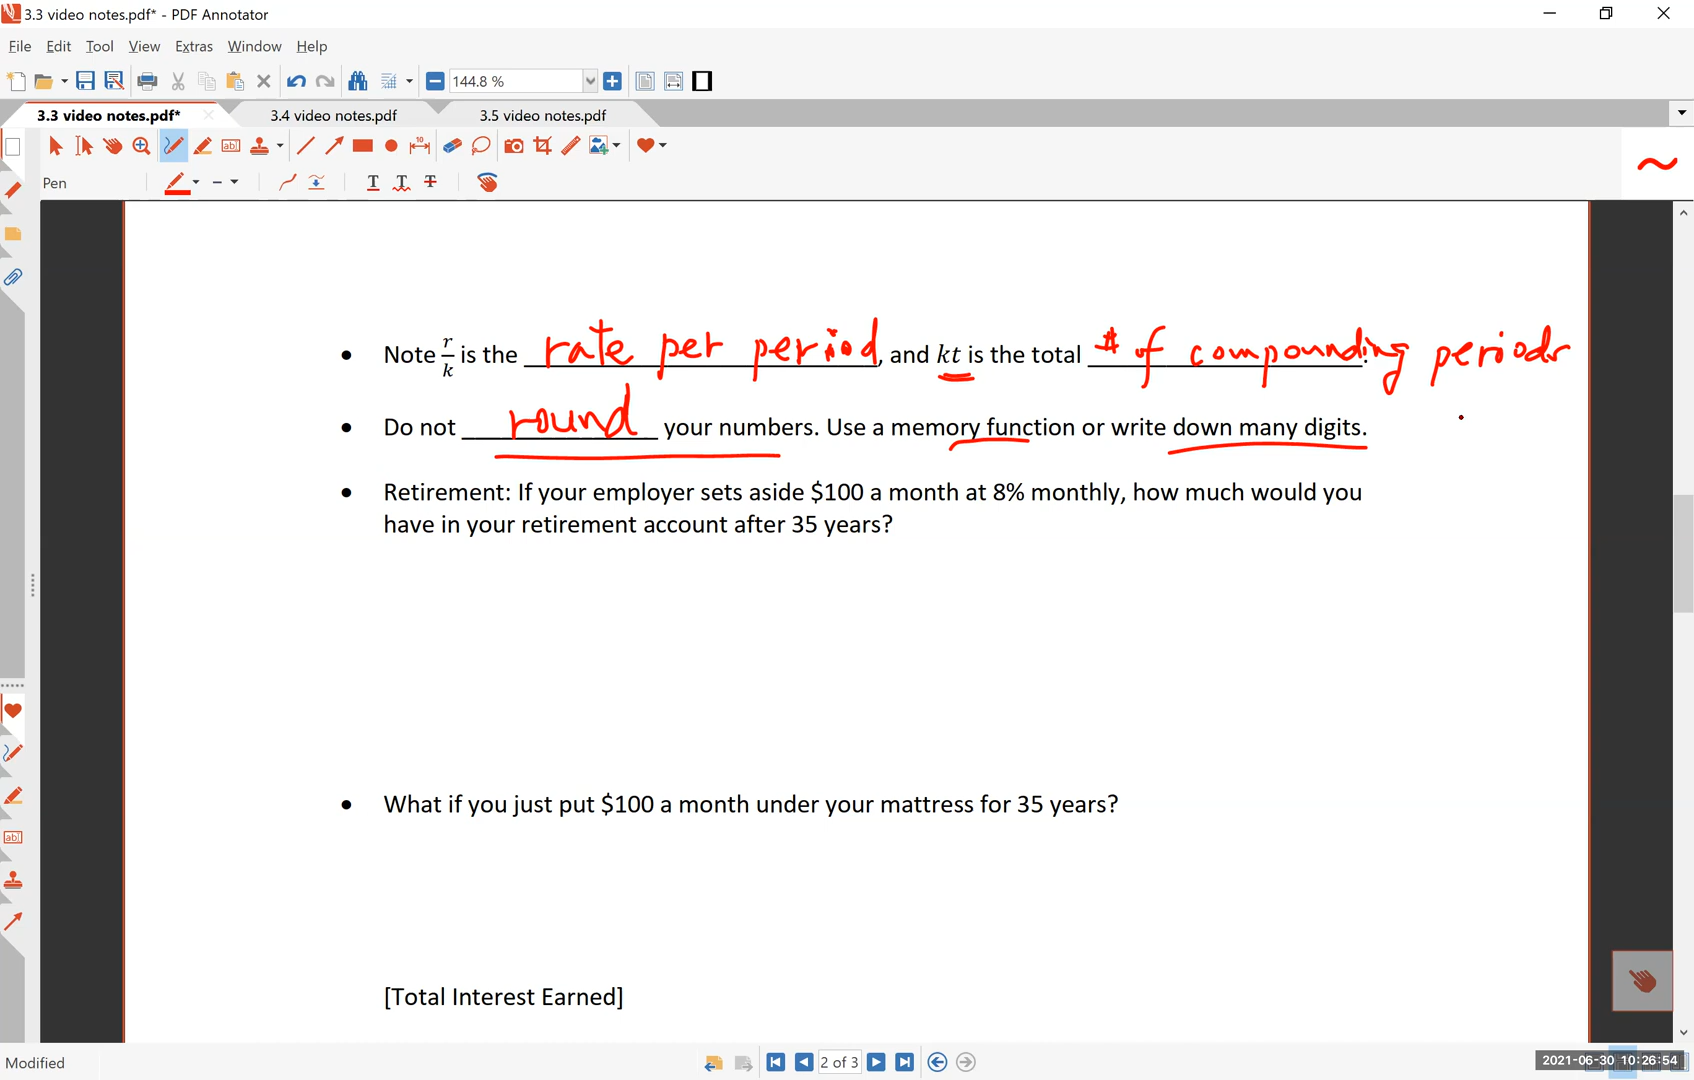 3.3 video notes.pdf* - PDF Annotator
File Edit Tool View Extras Window Help
144.8 %
3.3 video notes.pdf* 3.4 video notes.pdf 3.5 video notes.pdf
Pen
• Note r/k is the rate per period, and kt is the total # of compounding periods.
• Do not round your numbers. Use a memory function or write down many digits.
• Retirement: If your employer sets aside $100 a month at 8% monthly, how much would you
have in your retirement account after 35 years?
• What if you just put $100 a month under your mattress for 35 years?
[Total Interest Earned]
Modified 2 of 3 2021-06-30 10:26:54